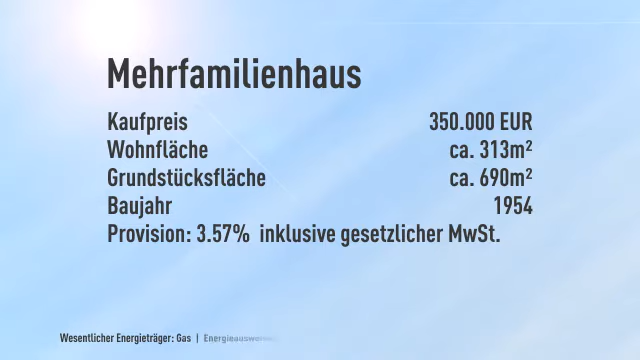 Mehrfamilienhaus
Kaufpreis 350.000 EUR
Wohnfläche ca. 313m²
Grundstücksfläche ca. 690m²
Baujahr 1954
Provision: 3.57% inklusive gesetzlicher MwSt.
Wesentlicher Energieträger: Gas |